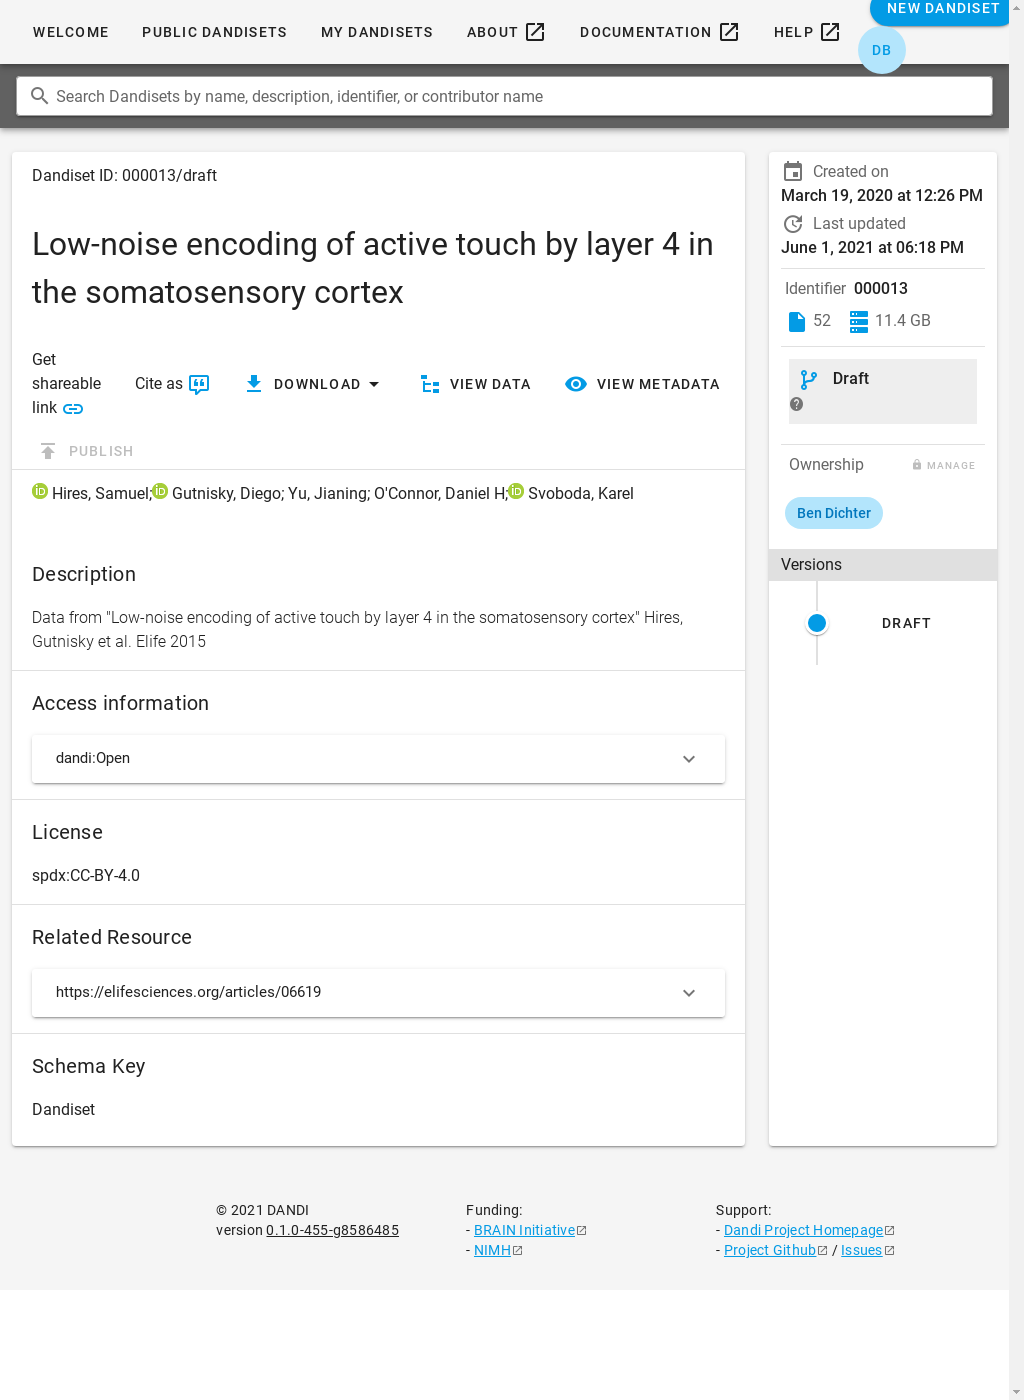 WELCOME PUBLIC DANDISETS MY DANDISETS ABOUT DOCUMENTATION HELP NEW DANDISET
DB
Search Dandisets by name, description, identifier, or contributor name
Dandiset ID: 000013/draft
Low-noise encoding of active touch by layer 4 in
the somatosensory cortex
Get
shareable
link
Cite as
DOWNLOAD
VIEW DATA
VIEW METADATA
PUBLISH
Hires, Samuel; Gutnisky, Diego; Yu, Jianing; O'Connor, Daniel H; Svoboda, Karel
Description
Data from "Low-noise encoding of active touch by layer 4 in the somatosensory cortex" Hires,
Gutnisky et al. Elife 2015
Access information
dandi:Open
License
spdx:CC-BY-4.0
Related Resource
https://elifesciences.org/articles/06619
Schema Key
Dandiset
Created on
March 19, 2020 at 12:26 PM
Last updated
June 1, 2021 at 06:18 PM
Identifier 000013
52 11.4 GB
Draft
Ownership MANAGE
Ben Dichter
Versions
DRAFT
© 2021 DANDI
version 0.1.0-455-g8586485
Funding:
- BRAIN Initiative
- NIMH
Support:
- Dandi Project Homepage
- Project Github / Issues